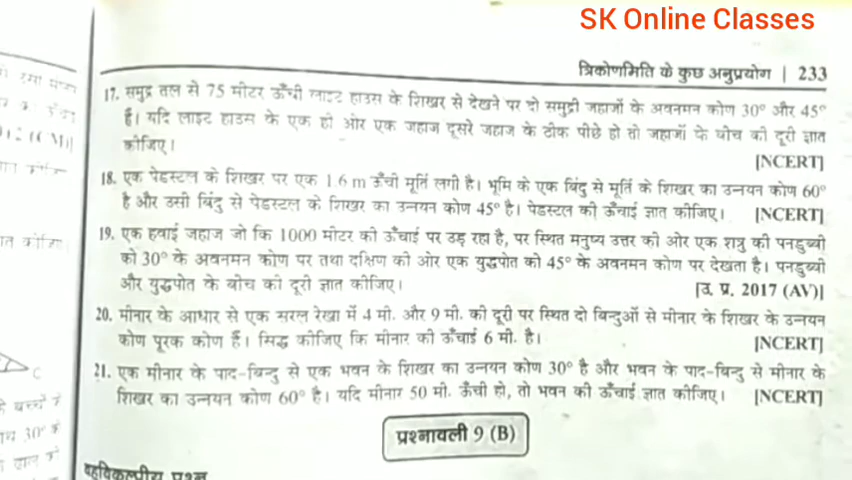 SK Online Classes
त्रिकोणमिति के कुछ अनुप्रयोग | 233
17. समुद्र तल से 75 मीटर ऊँची लाइट हाउस के शिखर से देखने पर दो समुद्री जहाजों के अवनमन कोण 30° और 45°
हैं। यदि लाइट हाउस के एक ही ओर एक जहाज दूसरे जहाज के ठीक पीछे हो तो जहाजों के बीच की दूरी ज्ञात
कीजिए।
[NCERT]
18. एक पेडस्टल के शिखर पर एक 1.6 m ऊँची मूर्ति लगी है। भूमि के एक बिंदु से मूर्ति के शिखर का उन्नयन कोण 60°
है और उसी बिंदु से पेडस्टल के शिखर का उन्नयन कोण 45° है। पेडस्टल की ऊँचाई ज्ञात कीजिए। [NCERT]
19. एक हवाई जहाज जो कि 1000 मीटर की ऊँचाई पर उड़ रहा है, पर स्थित मनुष्य उत्तर की ओर एक शत्रु की पनडुब्बी
को 30° के अवनमन कोण पर तथा दक्षिण की ओर एक युद्धपोत को 45° के अवनमन कोण पर देखता है। पनडुब्बी
और युद्धपोत के बीच की दूरी ज्ञात कीजिए। [उ. प्र. 2017 (AV)]
20. मीनार के आधार से एक सरल रेखा में 4 मी. और 9 मी. की दूरी पर स्थित दो बिन्दुओं से मीनार के शिखर के उन्नयन
कोण पूरक कोण हैं। सिद्ध कीजिए कि मीनार की ऊँचाई 6 मी. है। [NCERT]
21. एक मीनार के पाद-बिन्दु से एक भवन के शिखर का उन्नयन कोण 30° है और भवन के पाद-बिन्दु से मीनार के
शिखर का उन्नयन कोण 60° है। यदि मीनार 50 मी. ऊँची हो, तो भवन की ऊँचाई ज्ञात कीजिए। [NCERT]
प्रश्नावली 9 (B)
बहुविकल्पीय प्रश्न